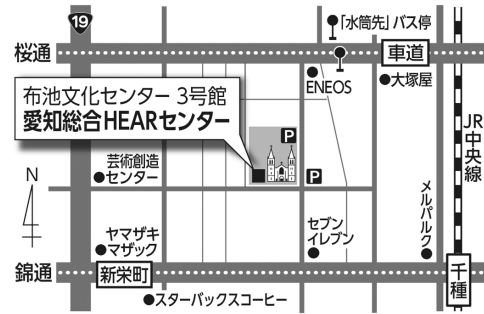 19
「水筒先」バス停
桜通
車道
ENEOS
大塚屋
布池文化センター 3号館
愛知総合HEARセンター
P
JR中央線
芸術創造
センター
P
N
メルパルク
ヤマザキ
マザック
セブン
イレブン
錦通
新栄町
千種
スターバックスコーヒー